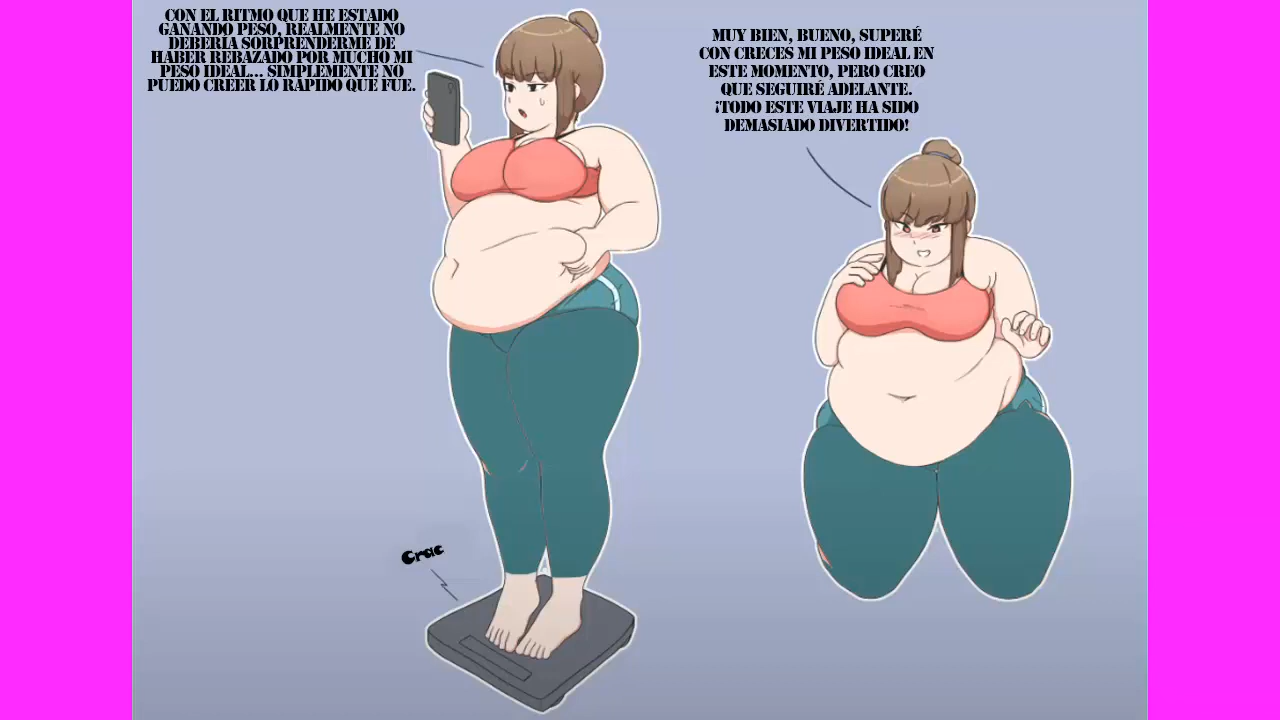 CON EL RITMO QUE HE ESTADO
GANANDO PESO, REALMENTE NO
DEBERÍA SORPRENDERME DE
HABER REBAZADO POR MUCHO MI
PESO IDEAL... SIMPLEMENTE NO
PUEDO CREER LO RÁPIDO QUE FUE.
MUY BIEN, BUENO, SUPERÉ
CON CRECES MI PESO IDEAL EN
ESTE MOMENTO, PERO CREO
QUE SEGUIRÉ ADELANTE.
¡TODO ESTE VIAJE HA SIDO
DEMASIADO DIVERTIDO!
Crac